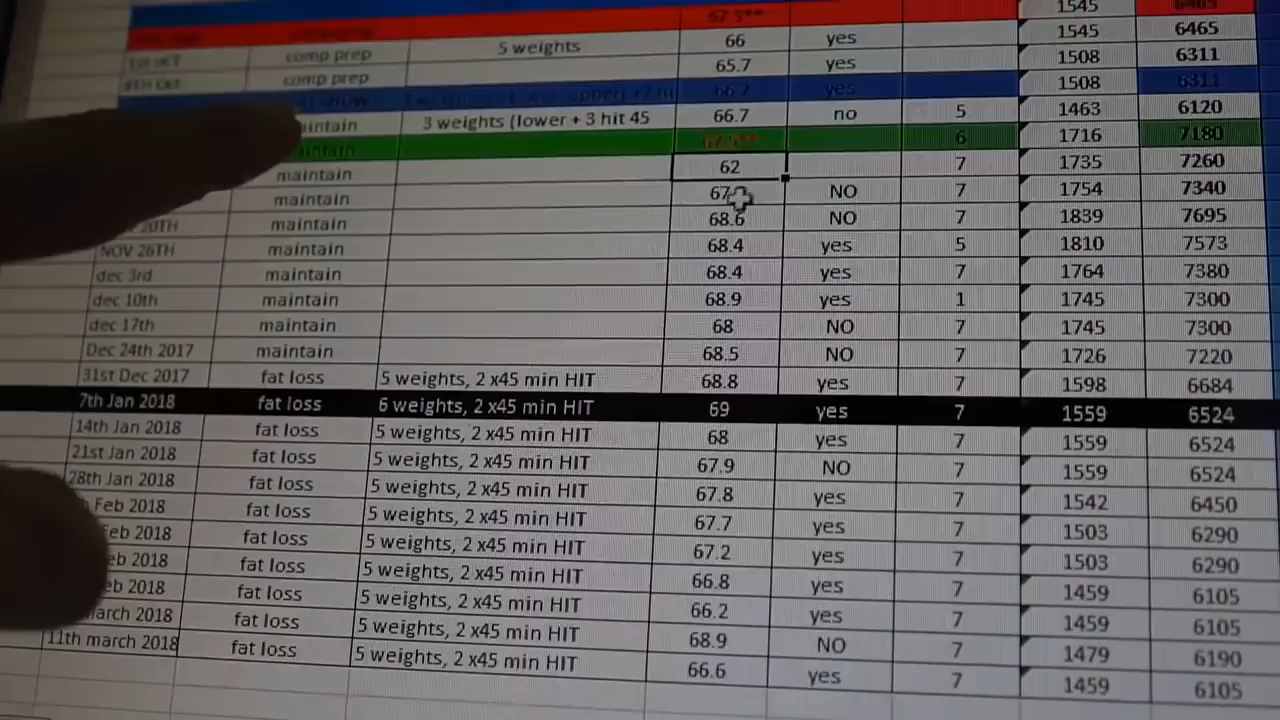 1545
comp prep 5 weights 66 yes 1545 6465
comp prep 65.7 yes 1508 6311
66.2 yes 1508 6311
maintain 3 weights (lower + 3 hit 45 66.7 no 5 1463 6120
maintain 6 1716 7180
maintain 62 7 1735 7260
maintain NO 7 1754 7340
20TH maintain 68.6 NO 7 1839 7695
NOV 26TH maintain 68.4 yes 5 1810 7573
dec 3rd maintain 68.4 yes 7 1764 7380
dec 10th maintain 68.9 yes 1 1745 7300
dec 17th maintain 68 NO 7 1745 7300
Dec 24th 2017 maintain 68.5 NO 7 1726 7220
31st Dec 2017 fat loss 5 weights, 2 x45 min HIT 68.8 yes 7 1598 6684
7th Jan 2018 fat loss 6 weights, 2 x45 min HIT 69 yes 7 1559 6524
14th Jan 2018 fat loss 5 weights, 2 x45 min HIT 68 yes 7 1559 6524
21st Jan 2018 fat loss 5 weights, 2 x45 min HIT 67.9 NO 7 1559 6524
28th Jan 2018 fat loss 5 weights, 2 x45 min HIT 67.8 yes 7 1542 6450
Feb 2018 fat loss 5 weights, 2 x45 min HIT 67.7 yes 7 1503 6290
Feb 2018 fat loss 5 weights, 2 x45 min HIT 67.2 yes 7 1503 6290
eb 2018 fat loss 5 weights, 2 x45 min HIT 66.8 yes 7 1459 6105
eb 2018 fat loss 5 weights, 2 x45 min HIT 66.2 yes 7 1459 6105
arch 2018 fat loss 5 weights, 2 x45 min HIT 68.9 NO 7 1479 6190
11th march 2018 fat loss 5 weights, 2 x45 min HIT 66.6 yes 7 1459 6105